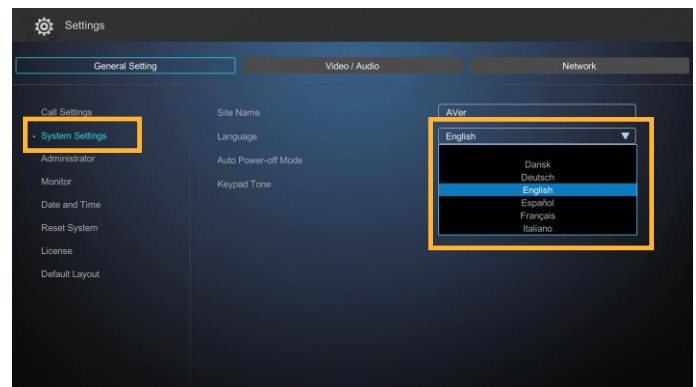 Settings
General Setting
Video / Audio
Network
Call Settings
Site Name
AVer
System Settings
Language
English
Administrator
Auto Power-off Mode
Dansk
Deutsch
Monitor
Keypad Tone
English
Date and Time
Español
Français
Reset System
Italiano
License
Default Layout